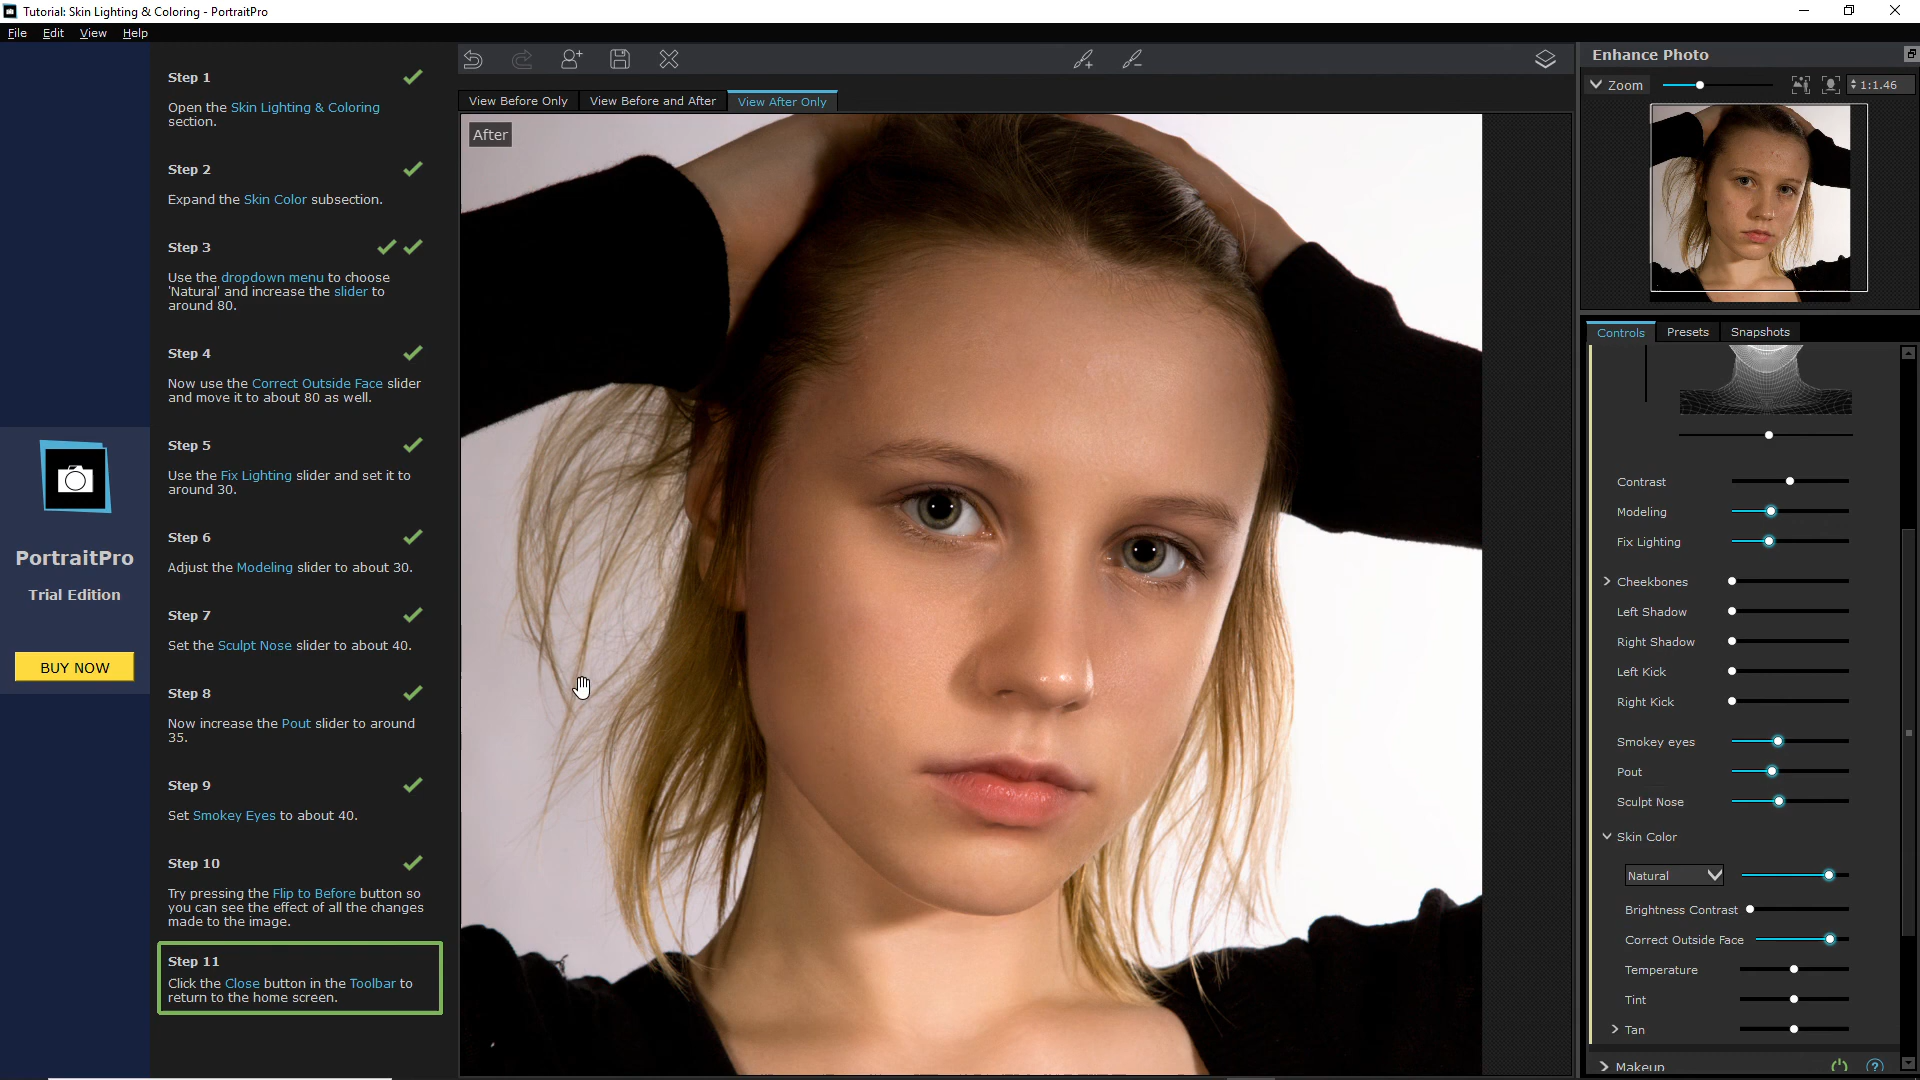 Tutorial: Skin Lighting & Coloring - PortraitPro
File Edit View Help
Step 1
Open the Skin Lighting & Coloring
section.
Step 2
Expand the Skin Color subsection.
Step 3
Use the dropdown menu to choose
'Natural' and increase the slider to
around 80.
Step 4
Now use the Correct Outside Face slider
and move it to about 80 as well.
Step 5
Use the Fix Lighting slider and set it to
around 30.
Step 6
Adjust the Modeling slider to about 30.
Step 7
Set the Sculpt Nose slider to about 40.
Step 8
Now increase the Pout slider to around
35.
Step 9
Set Smokey Eyes to about 40.
Step 10
Try pressing the Flip to Before button so
you can see the effect of all the changes
made to the image.
Step 11
Click the Close button in the Toolbar to
return to the home screen.
PortraitPro
Trial Edition
BUY NOW
View Before Only View Before and After View After Only
After
Enhance Photo
Zoom 1:1.46
Controls Presets Snapshots
Contrast
Modeling
Fix Lighting
Cheekbones
Left Shadow
Right Shadow
Left Kick
Right Kick
Smokey eyes
Pout
Sculpt Nose
Skin Color
Natural
Brightness Contrast
Correct Outside Face
Temperature
Tint
Tan
Makeup ?